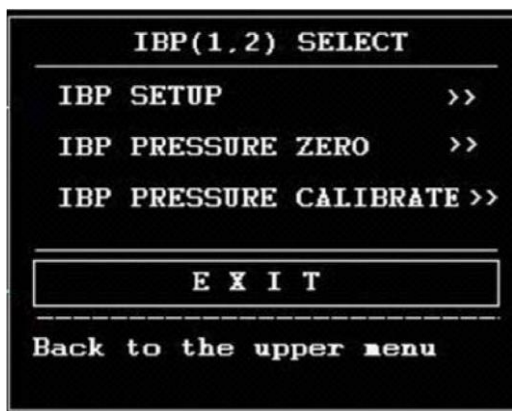 IBP(1,2) SELECT
IBP SETUP >>
IBP PRESSURE ZERO >>
IBP PRESSURE CALIBRATE >>
E X I T
Back to the upper menu